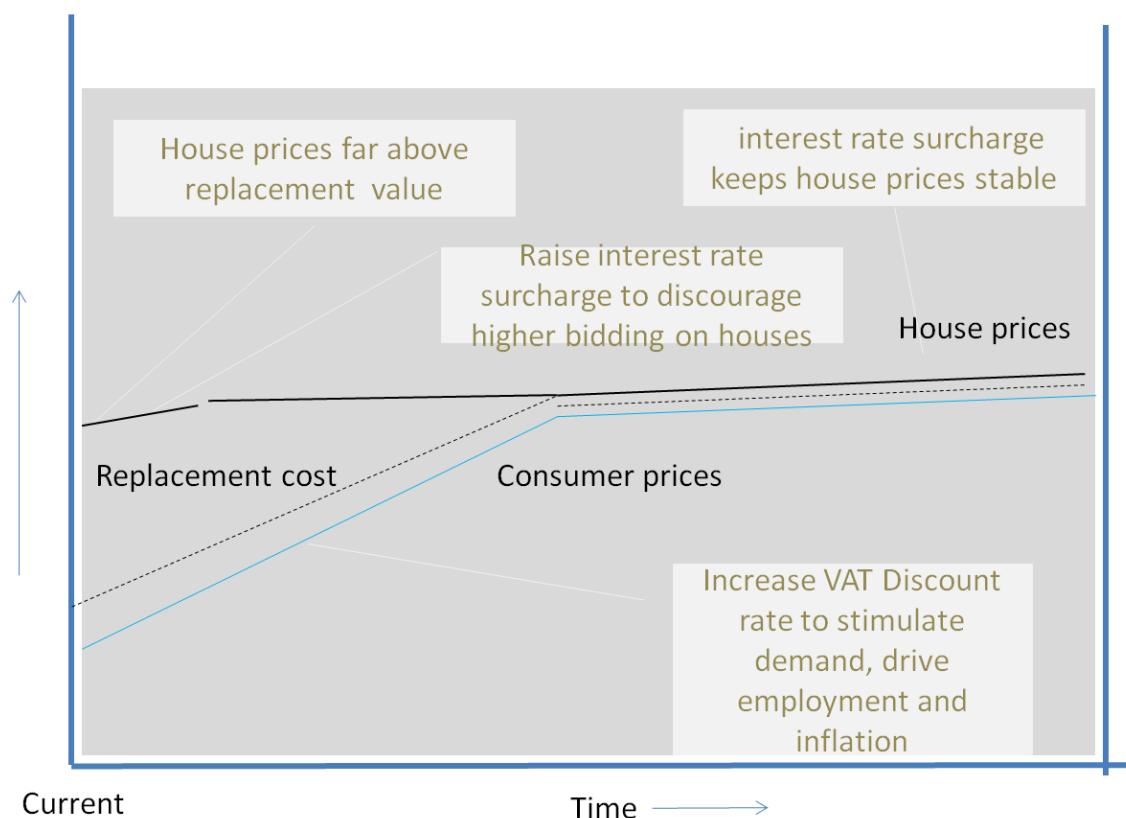 House prices far above
replacement value
interest rate surcharge
keeps house prices stable
Raise interest rate
surcharge to discourage
higher bidding on houses
House prices
Replacement cost
Consumer prices
Increase VAT Discount
rate to stimulate
demand, drive
employment and
inflation
Current
Time